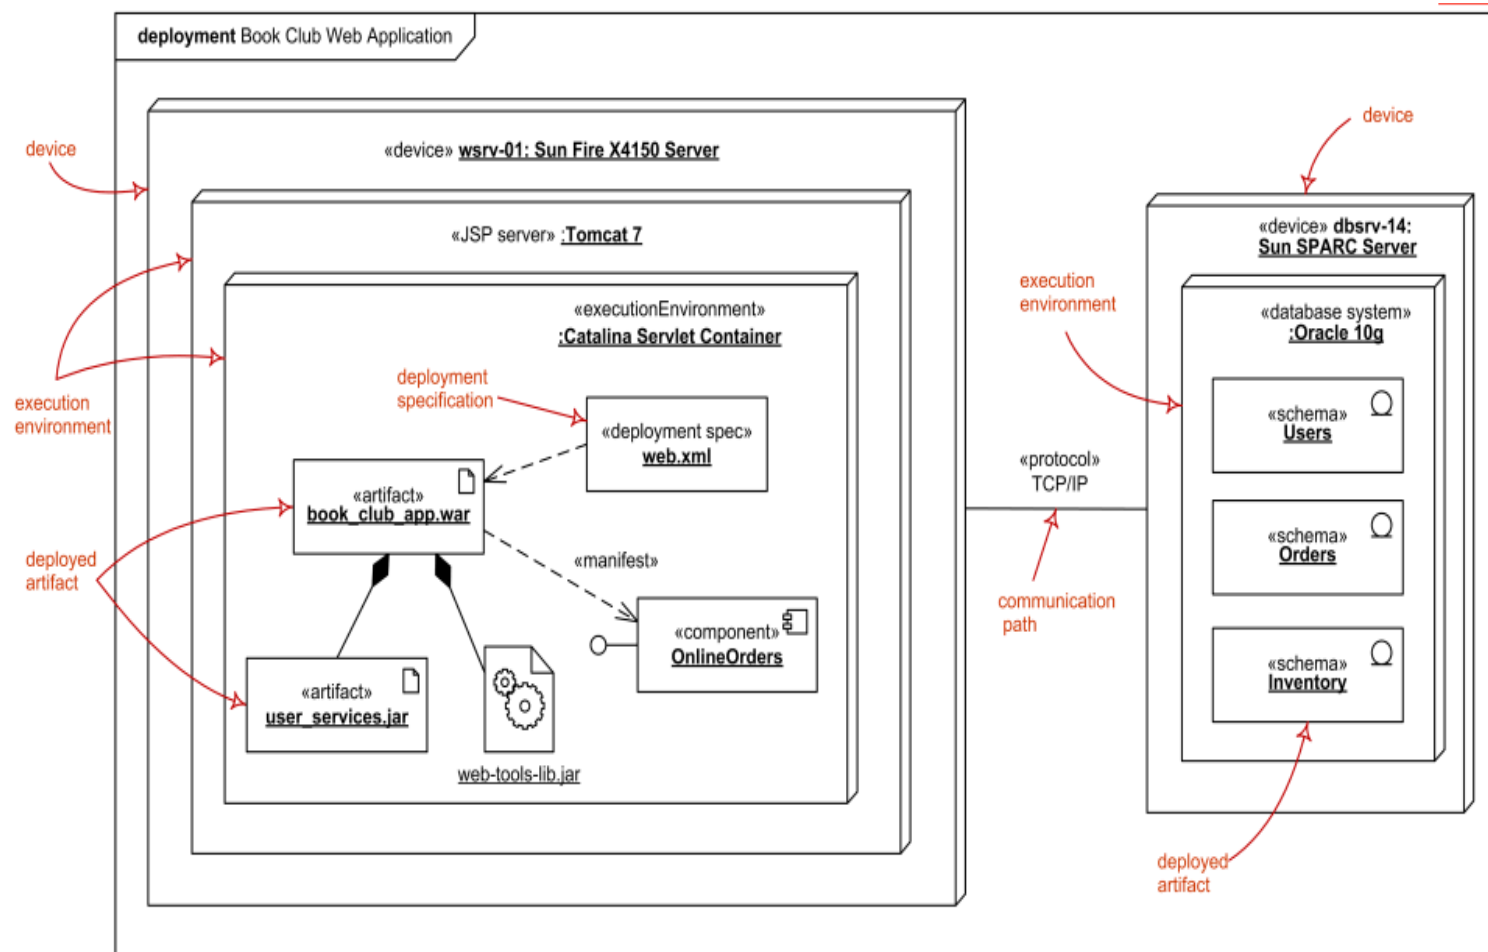 deployment Book Club Web Application
device
«device» wsrv-01: Sun Fire X4150 Server
«JSP server» :Tomcat 7
«executionEnvironment»
:Catalina Servlet Container
execution
environment
deployment
specification
«deployment spec»
web.xml
«artifact»
book_club_app.war
deployed
artifact
«manifest»
«component»
OnlineOrders
«artifact»
user_services.jar
web-tools-lib.jar
«protocol»
TCP/IP
communication
path
device
«device» dbsrv-14:
Sun SPARC Server
execution
environment
«database system»
:Oracle 10g
«schema»
Users
«schema»
Orders
«schema»
Inventory
deployed
artifact